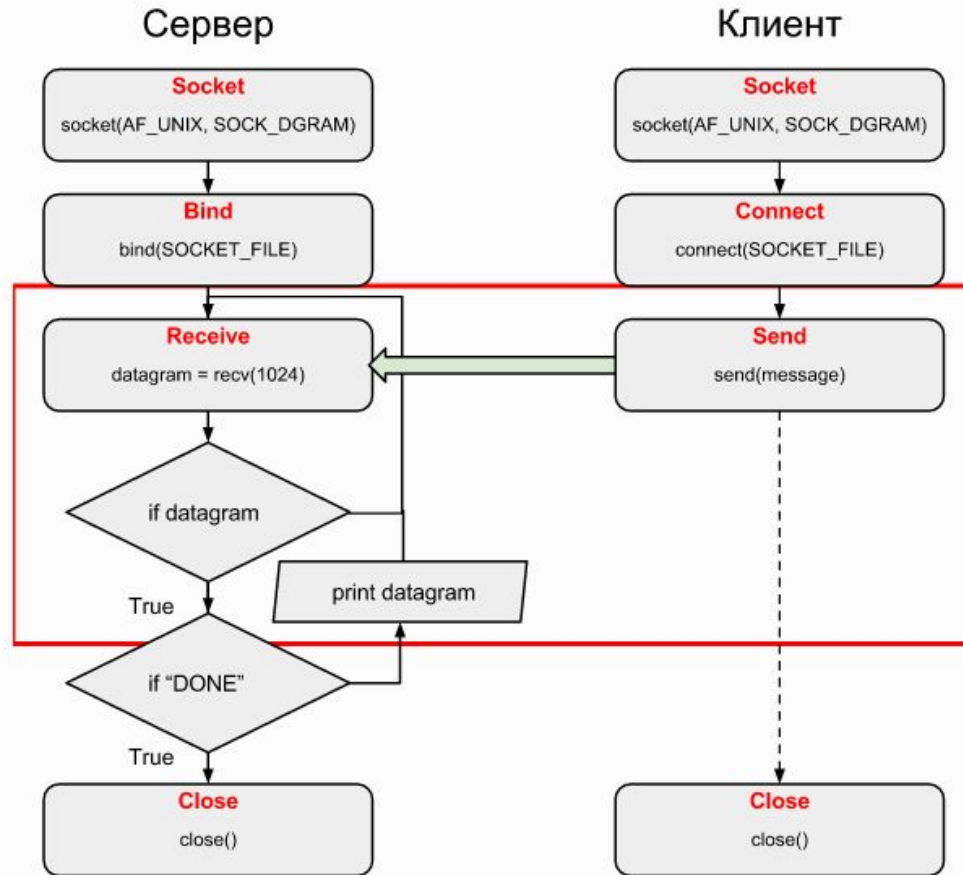 Сервер
Клиент
Socket
socket(AF_UNIX, SOCK_DGRAM)
Socket
socket(AF_UNIX, SOCK_DGRAM)
Bind
bind(SOCKET_FILE)
Connect
connect(SOCKET_FILE)
Receive
datagram = recv(1024)
Send
send(message)
if datagram
True
print datagram
if “DONE”
True
Close
close()
Close
close()